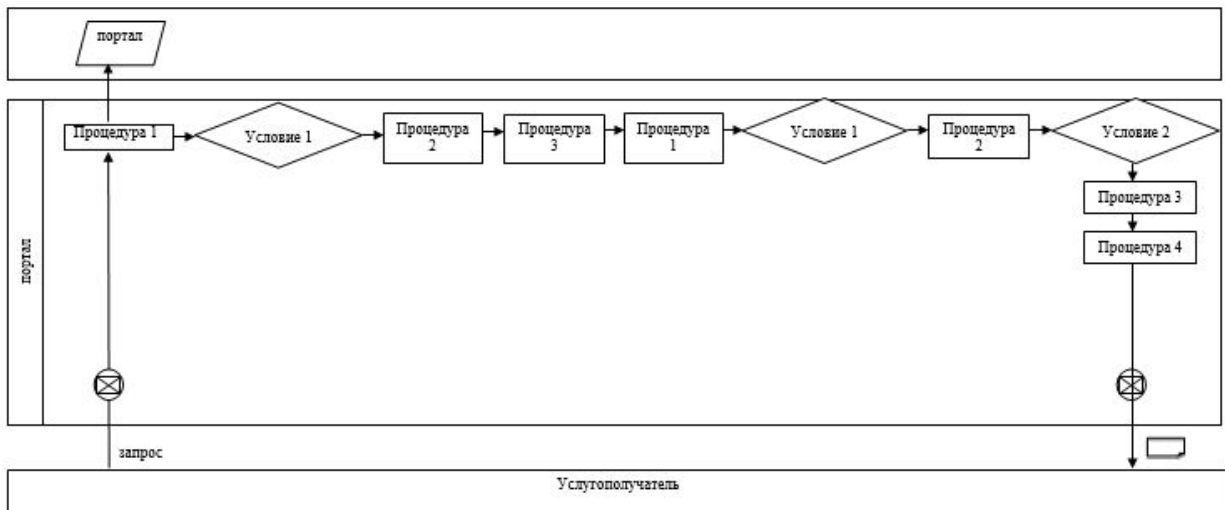 портал
Процедура 1
Условие 1
Процедура
2
Процедура
3
Процедура
1
Условие 1
Процедура
2
Условие 2
Процедура 3
Процедура 4
портал
запрос
Услугополучатель